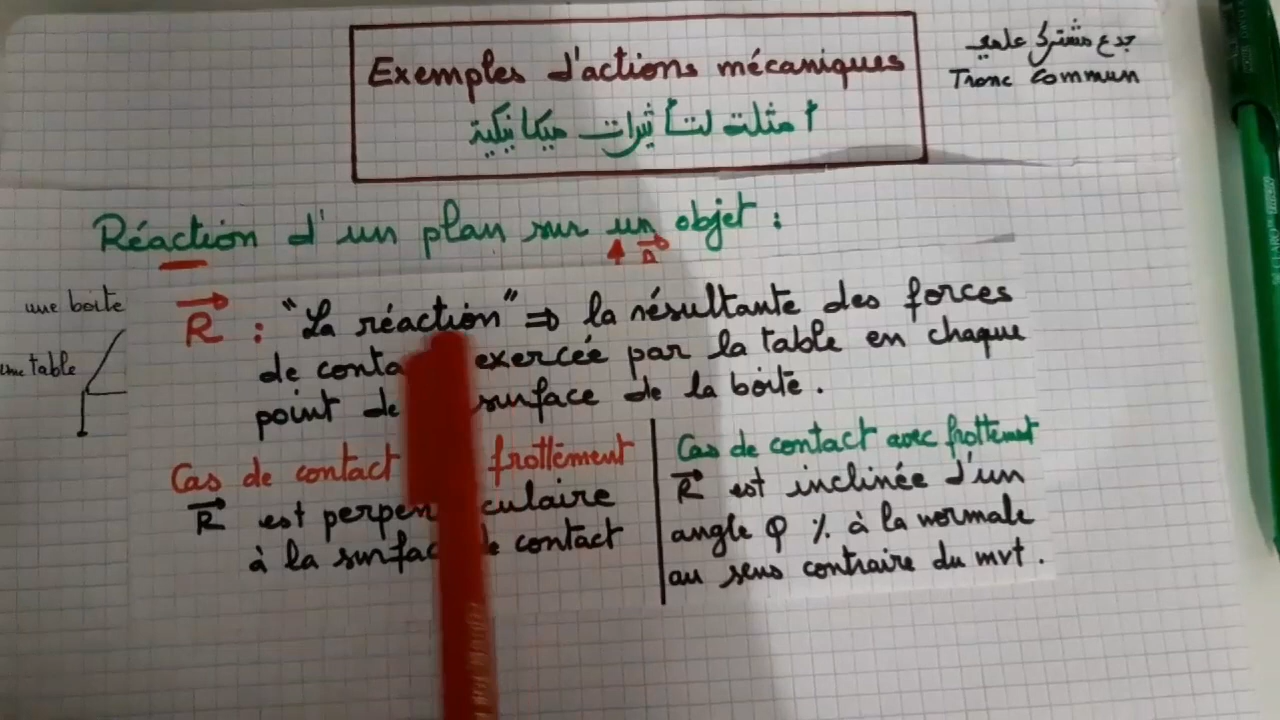 Exemples d'actions mécaniques
أمثلة لتأثيرات ميكانيكية
جدع مشترك علمي
Tronc Commun
Réaction d'un plan sur un objet :
une boite
une table
R : "La réaction" ⇒ la résultante des forces
de conta exercée par la table en chaque
point de surface de la boite.
Cas de contact frottement
R est perpen culaire
à la surfac contact
Cas de contact avec frottement
R est inclinée d'un
angle φ % à la normale
au sens contraire du mvt.